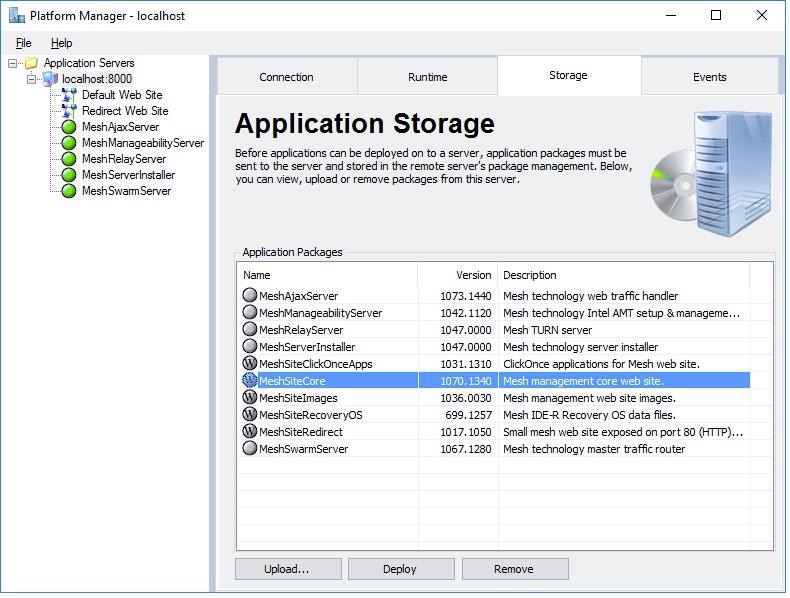 Platform Manager - localhost
File Help
Application Servers
localhost:8000
Default Web Site
Redirect Web Site
MeshAjaxServer
MeshManageabilityServer
MeshRelayServer
MeshServerInstaller
MeshSwarmServer
Connection Runtime Storage Events
Application Storage
Before applications can be deployed on to a server, application packages must be
sent to the server and stored in the remote server's package management. Below,
you can view, upload or remove packages from this server.
Application Packages
Name Version Description
MeshAjaxServer 1073.1440 Mesh technology web traffic handler
MeshManageabilityServer 1042.1120 Mesh technology Intel AMT setup & manageme...
MeshRelayServer 1047.0000 Mesh TURN server
MeshServerInstaller 1047.0000 Mesh technology server installer
W MeshSiteClickOnceApps 1031.1310 ClickOnce applications for Mesh web site.
W MeshSiteCore 1070.1340 Mesh management core web site.
W MeshSiteImages 1036.0030 Mesh management web site images.
W MeshSiteRecoveryOS 699.1257 Mesh IDE-R Recovery OS data files.
W MeshSiteRedirect 1017.1050 Small mesh web site exposed on port 80 (HTTP)...
MeshSwarmServer 1067.1280 Mesh technology master traffic router
Upload... Deploy Remove